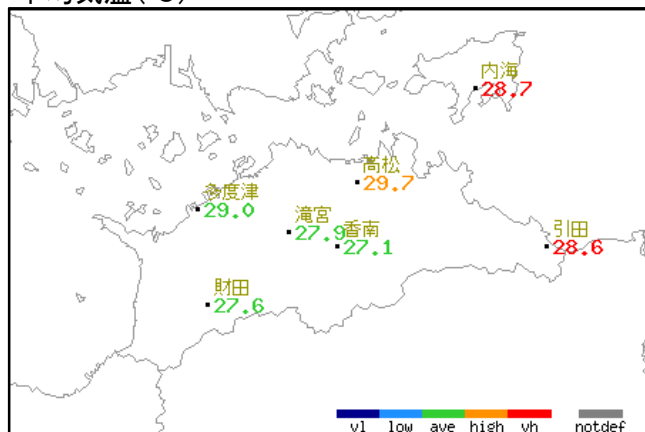 内海
28.7
高松
29.7
多度津
29.0
滝宮
27.9
香南
27.1
引田
28.6
財田
27.6
vl low ave high vh notdef